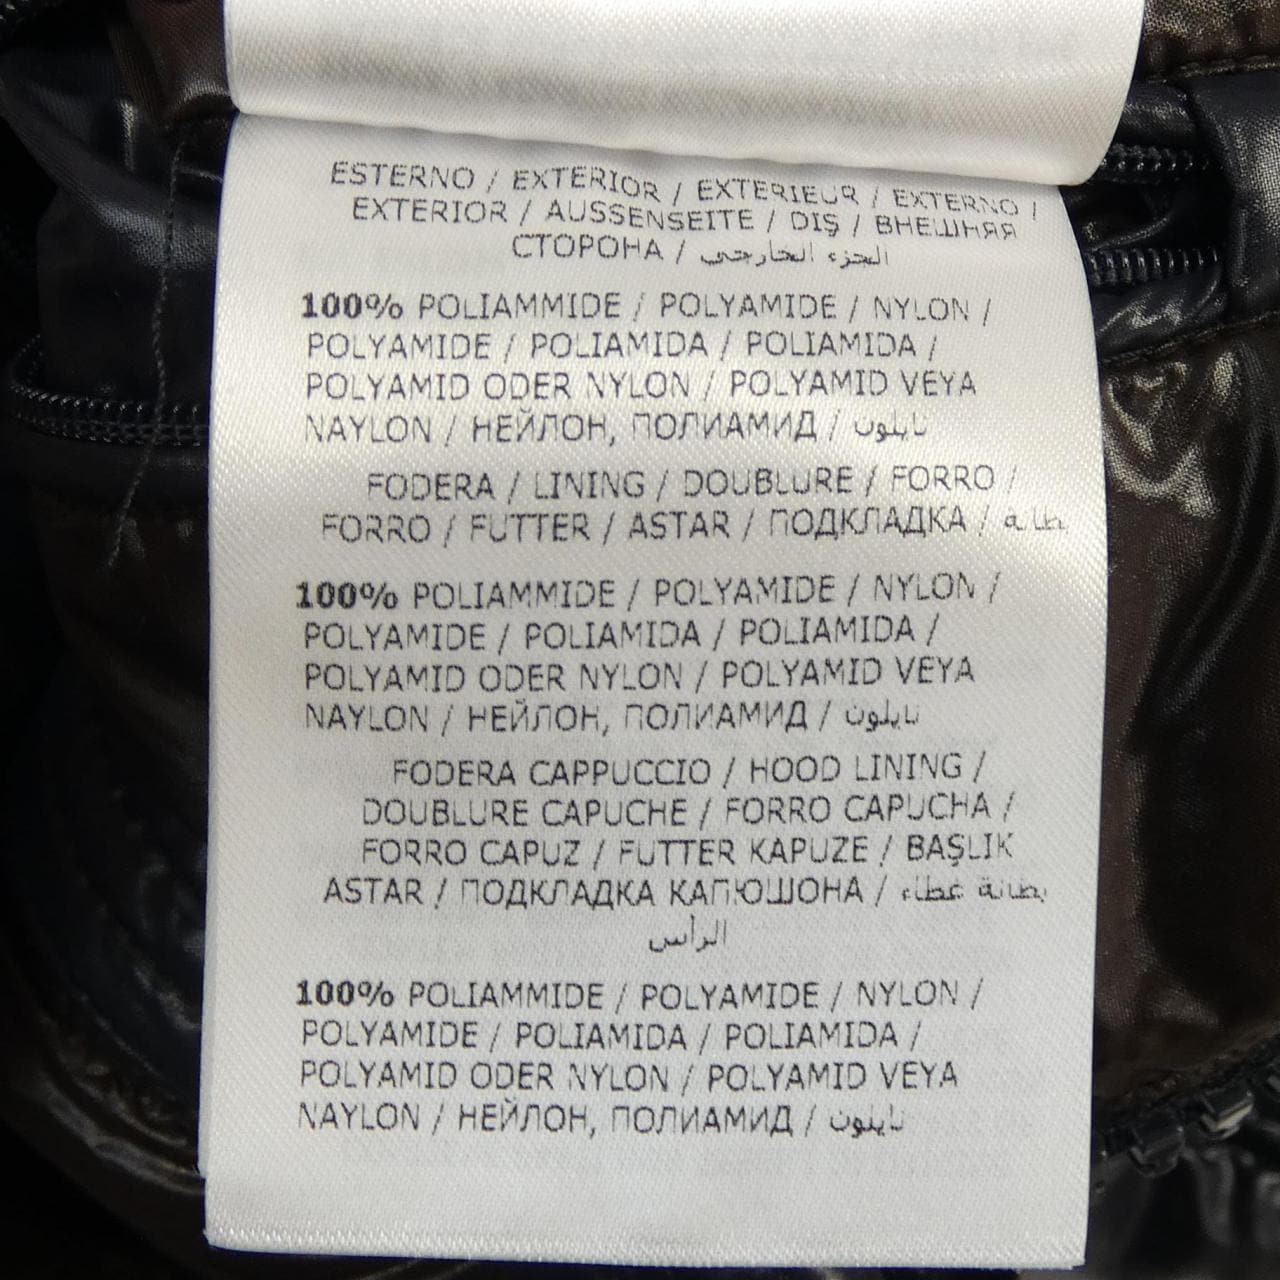 ESTERNO / EXTERIOR / EXTERIEUR / EXTERNO /
EXTERIOR / AUSSENSEITE / DIŞ / ВНЕШНЯЯ
СТОРОНА / الجزء الخارجي
100% POLIAMMIDE / POLYAMIDE / NYLON /
POLYAMIDE / POLIAMIDA / POLIAMIDA /
POLYAMID ODER NYLON / POLYAMID VEYA
NAYLON / НЕЙЛОН, ПОЛИАМИД / نايلون
FODERA / LINING / DOUBLURE / FORRO /
FORRO / FUTTER / ASTAR / ПОДКЛАДКА / بطانة
100% POLIAMMIDE / POLYAMIDE / NYLON /
POLYAMIDE / POLIAMIDA / POLIAMIDA /
POLYAMID ODER NYLON / POLYAMID VEYA
NAYLON / НЕЙЛОН, ПОЛИАМИД / نايلون
FODERA CAPPUCCIO / HOOD LINING /
DOUBLURE CAPUCHE / FORRO CAPUCHA /
FORRO CAPUZ / FUTTER KAPUZE / BAŞLIK
ASTAR / ПОДКЛАДКА КАПЮШОНА / بطانة غطاء
الرأس
100% POLIAMMIDE / POLYAMIDE / NYLON /
POLYAMIDE / POLIAMIDA / POLIAMIDA /
POLYAMID ODER NYLON / POLYAMID VEYA
NAYLON / НЕЙЛОН, ПОЛИАМИД / نايلون